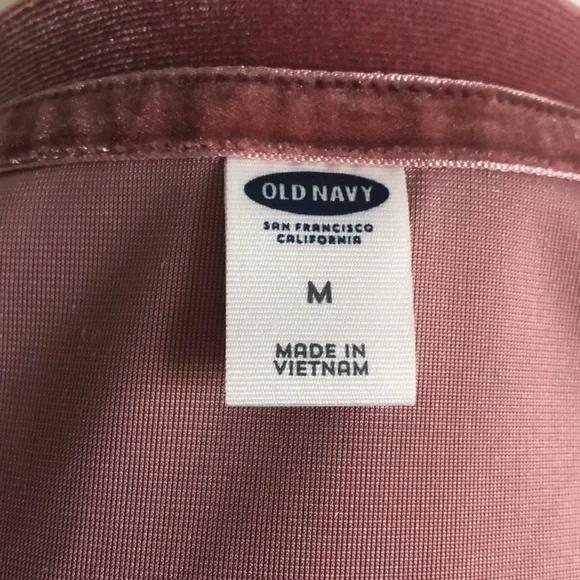 OLD NAVY
SAN FRANCISCO
CALIFORNIA
M
MADE IN
VIETNAM